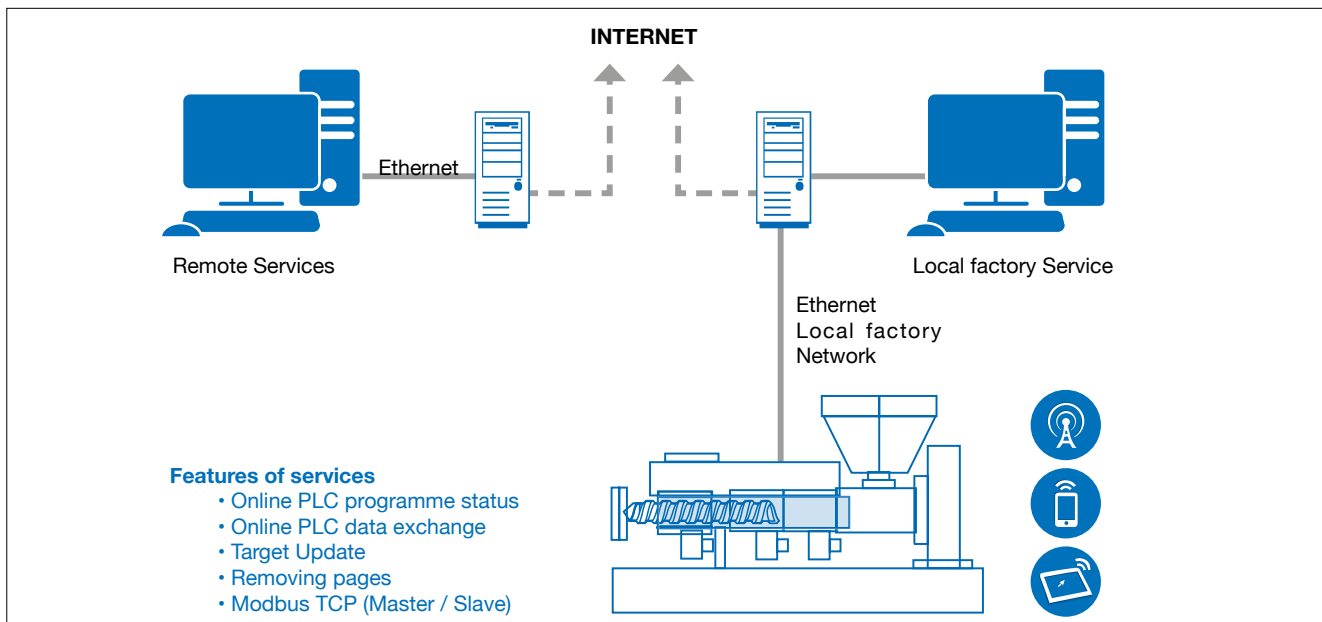 INTERNET
Ethernet
Remote Services
Local factory Service
Ethernet
Local factory
Network
Features of services
• Online PLC programme status
• Online PLC data exchange
• Target Update
• Removing pages
• Modbus TCP (Master / Slave)